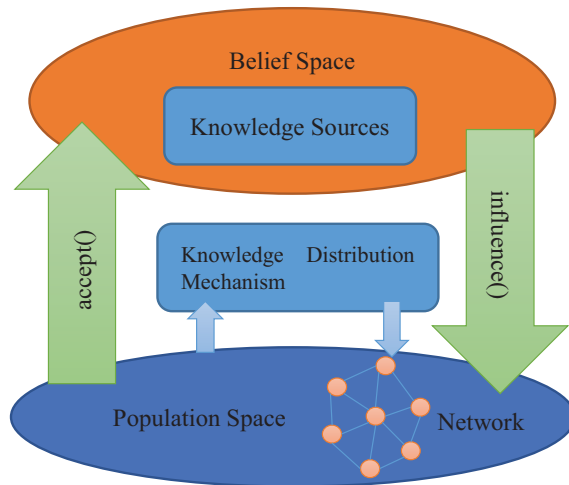 Belief Space
Knowledge Sources
accept()
influence()
Knowledge Distribution
Mechanism
Population Space
Network